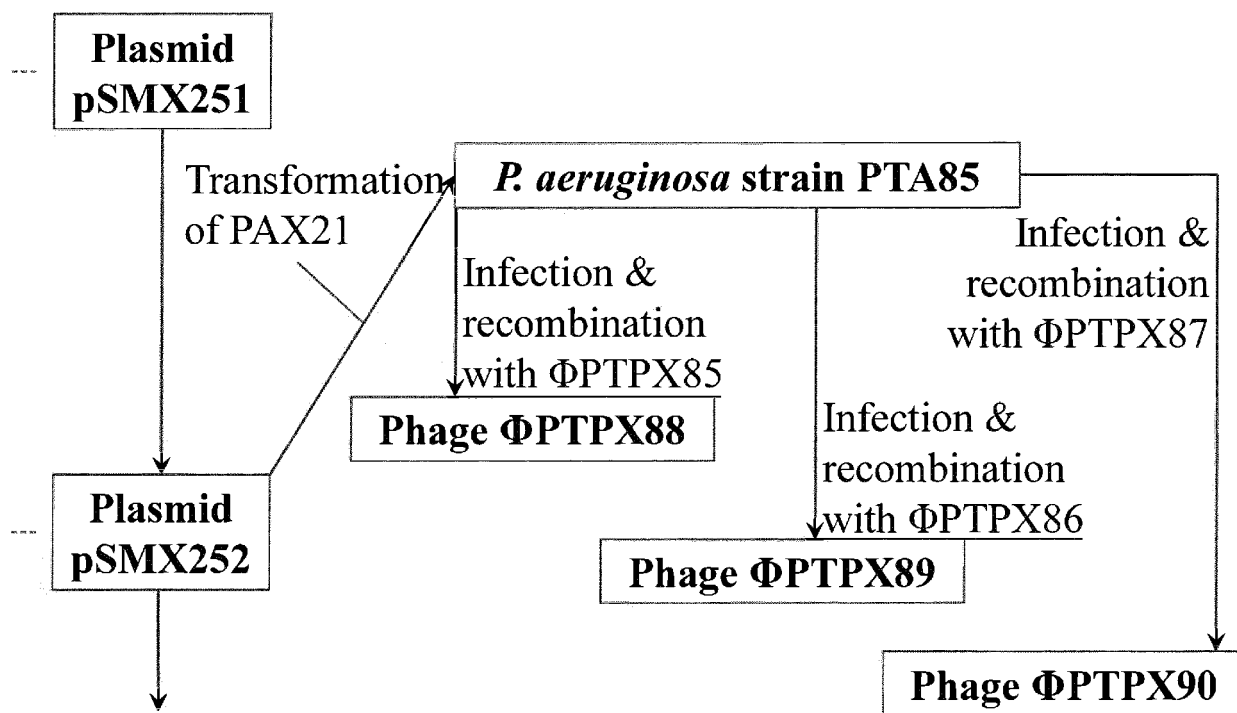 Plasmid
pSMX251
Transformation
of PAX21
P. aeruginosa strain PTA85
Infection &
recombination
with ΦPTPX85
Phage ΦPTPX88
Infection &
recombination
with ΦPTPX86
Phage ΦPTPX89
Infection &
recombination
with ΦPTPX87
Phage ΦPTPX90
Plasmid
pSMX252